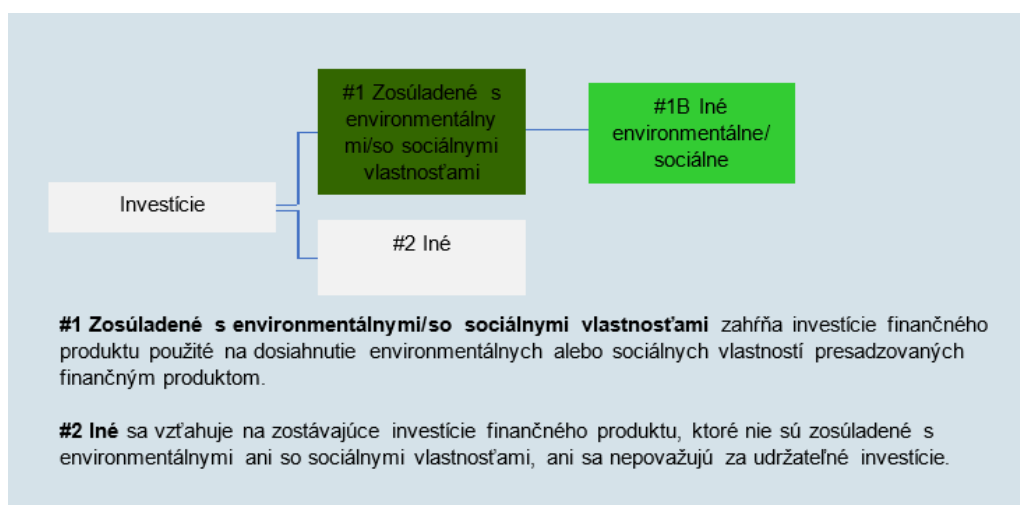 #1 Zosúladené s
environmentálny
mi/so sociálnymi
vlastnosťami
#1B Iné
environmentálne/
sociálne
Investície
#2 Iné
#1 Zosúladené s environmentálnymi/so sociálnymi vlastnosťami zahŕňa investície finančného
produktu použité na dosiahnutie environmentálnych alebo sociálnych vlastností presadzovaných
finančným produktom.
#2 Iné sa vzťahuje na zostávajúce investície finančného produktu, ktoré nie sú zosúladené s
environmentálnymi ani so sociálnymi vlastnosťami, ani sa nepovažujú za udržateľné investície.